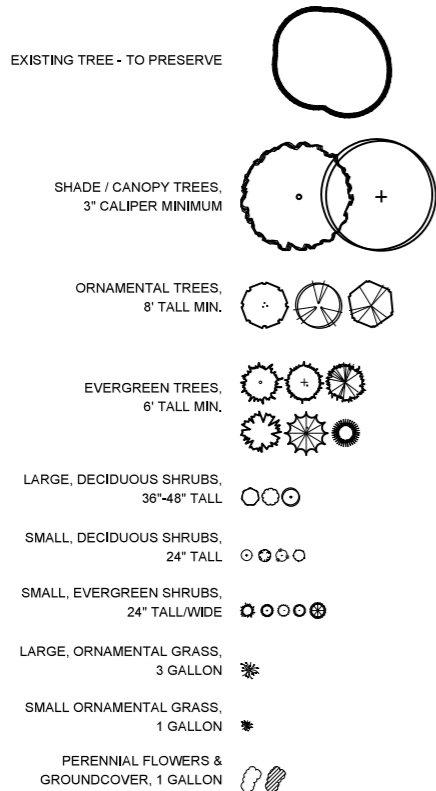 EXISTING TREE - TO PRESERVE
SHADE / CANOPY TREES,
3" CALIPER MINIMUM
ORNAMENTAL TREES,
8' TALL MIN.
EVERGREEN TREES,
6' TALL MIN.
LARGE, DECIDUOUS SHRUBS,
36"-48" TALL
SMALL, DECIDUOUS SHRUBS,
24" TALL
SMALL, EVERGREEN SHRUBS,
24" TALL/WIDE
LARGE, ORNAMENTAL GRASS,
3 GALLON
SMALL ORNAMENTAL GRASS,
1 GALLON
PERENNIAL FLOWERS &
GROUNDCOVER, 1 GALLON